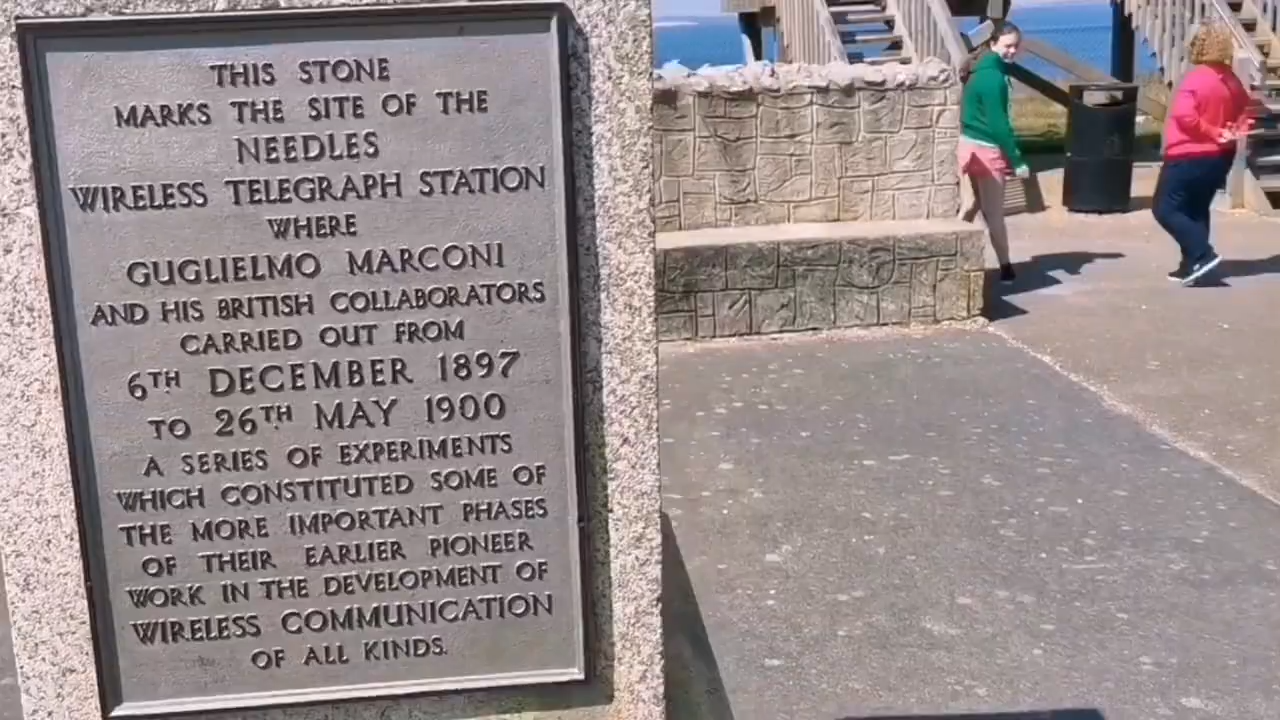 THIS STONE
MARKS THE SITE OF THE
NEEDLES
WIRELESS TELEGRAPH STATION
WHERE
GUGLIELMO MARCONI
AND HIS BRITISH COLLABORATORS
CARRIED OUT FROM
6TH DECEMBER 1897
TO 26TH MAY 1900
A SERIES OF EXPERIMENTS
WHICH CONSTITUTED SOME OF
THE MORE IMPORTANT PHASES
OF THEIR EARLIER PIONEER
WORK IN THE DEVELOPMENT OF
WIRELESS COMMUNICATION
OF ALL KINDS.